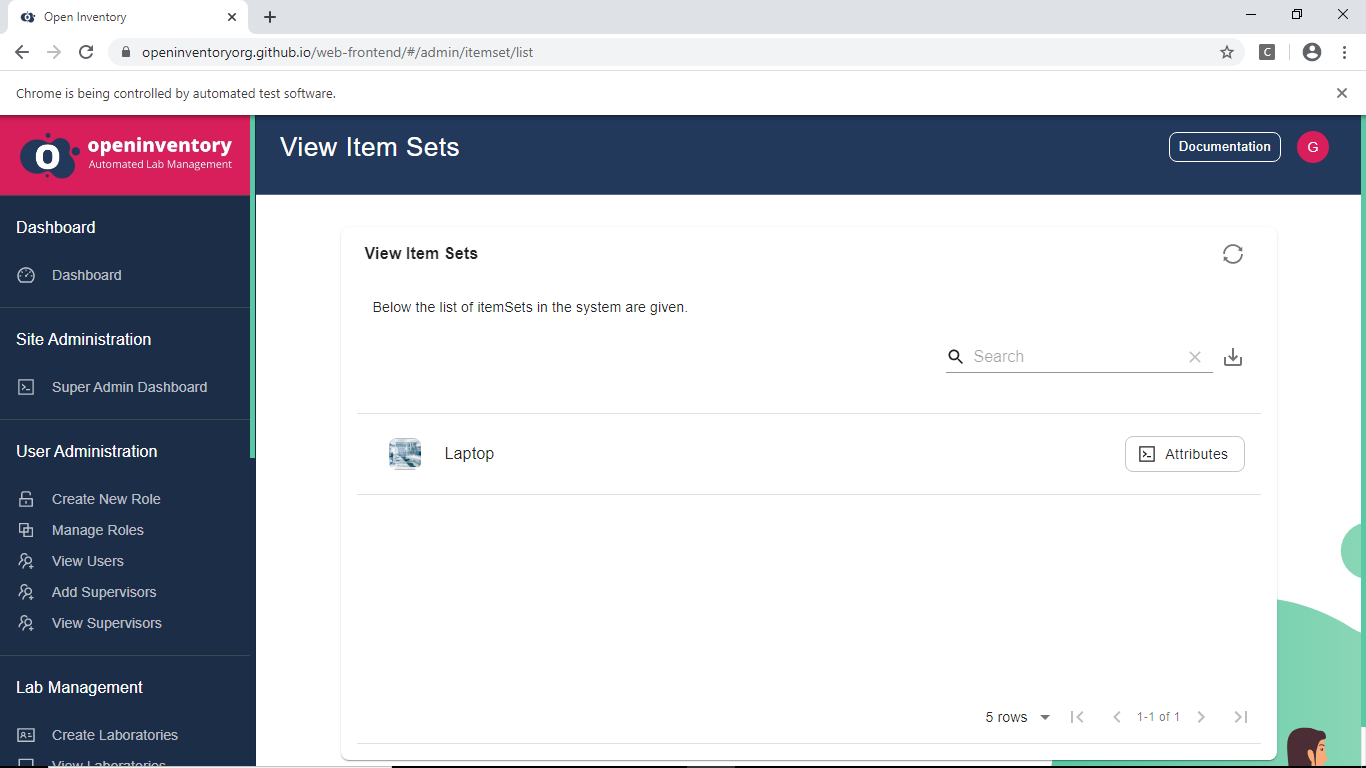 Open Inventory
openinventoryorg.github.io/web-frontend/#/admin/itemset/list
C
Chrome is being controlled by automated test software.
openinventory
Automated Lab Management
View Item Sets
Documentation
G
Dashboard
Dashboard
Site Administration
Super Admin Dashboard
User Administration
Create New Role
Manage Roles
View Users
Add Supervisors
View Supervisors
Lab Management
Create Laboratories
View Laboratories
View Item Sets
Below the list of itemSets in the system are given.
Search
Laptop
Attributes
5 rows
1-1 of 1